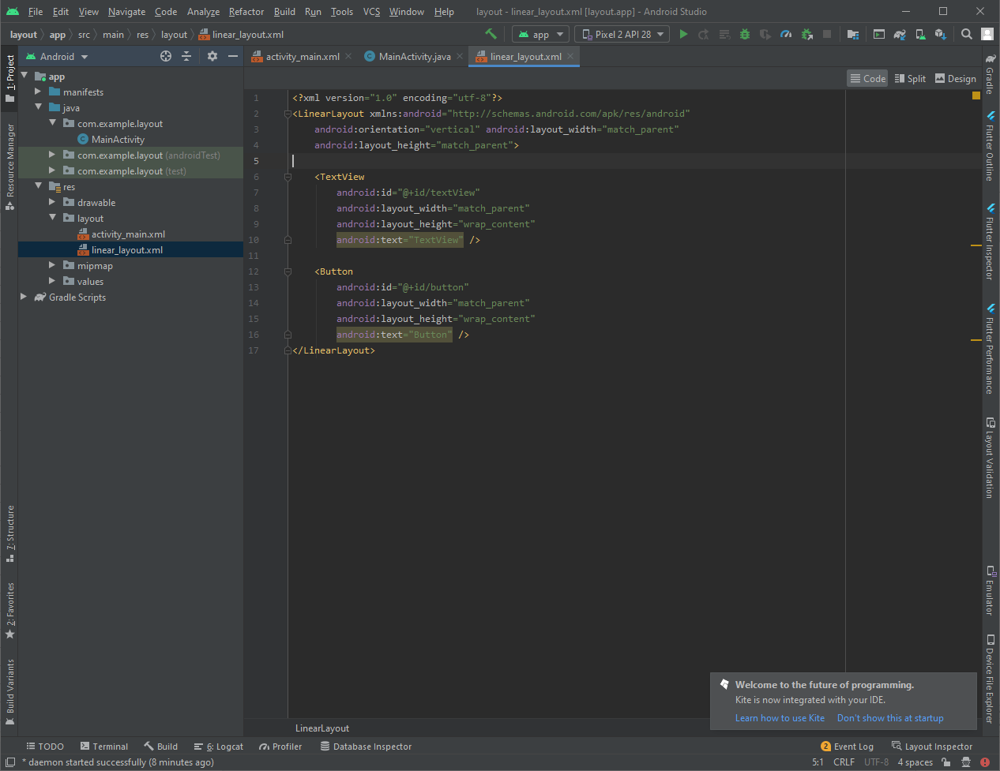 File Edit View Navigate Code Analyze Refactor Build Run Tools VCS Window Help layout - linear_layout.xml [layout.app] - Android Studio
layout app src main res layout linear_layout.xml app Pixel 2 API 28
Android activity_main.xml MainActivity.java linear_layout.xml
Code Split Design
1: Project
Resource Manager
7: Structure
2: Favorites
Build Variants
app
manifests
java
com.example.layout
MainActivity
com.example.layout (androidTest)
com.example.layout (test)
res
drawable
layout
activity_main.xml
linear_layout.xml
mipmap
values
Gradle Scripts
1 <?xml version="1.0" encoding="utf-8"?>
2 <LinearLayout xmlns:android="http://schemas.android.com/apk/res/android"
3 android:orientation="vertical" android:layout_width="match_parent"
4 android:layout_height="match_parent">
5
6 <TextView
7 android:id="@+id/textView"
8 android:layout_width="match_parent"
9 android:layout_height="wrap_content"
10 android:text="TextView" />
11
12 <Button
13 android:id="@+id/button"
14 android:layout_width="match_parent"
15 android:layout_height="wrap_content"
16 android:text="Button" />
17 </LinearLayout>
Gradle
Flutter Outline
Flutter Inspector
Flutter Performance
Layout Validation
Emulator
Device File Explorer
Welcome to the future of programming.
Kite is now integrated with your IDE.
Learn how to use Kite Don't show this at startup
LinearLayout
TODO Terminal Build 6: Logcat Profiler Database Inspector 2 Event Log Layout Inspector
* daemon started successfully (8 minutes ago) 5:1 CRLF UTF-8 4 spaces